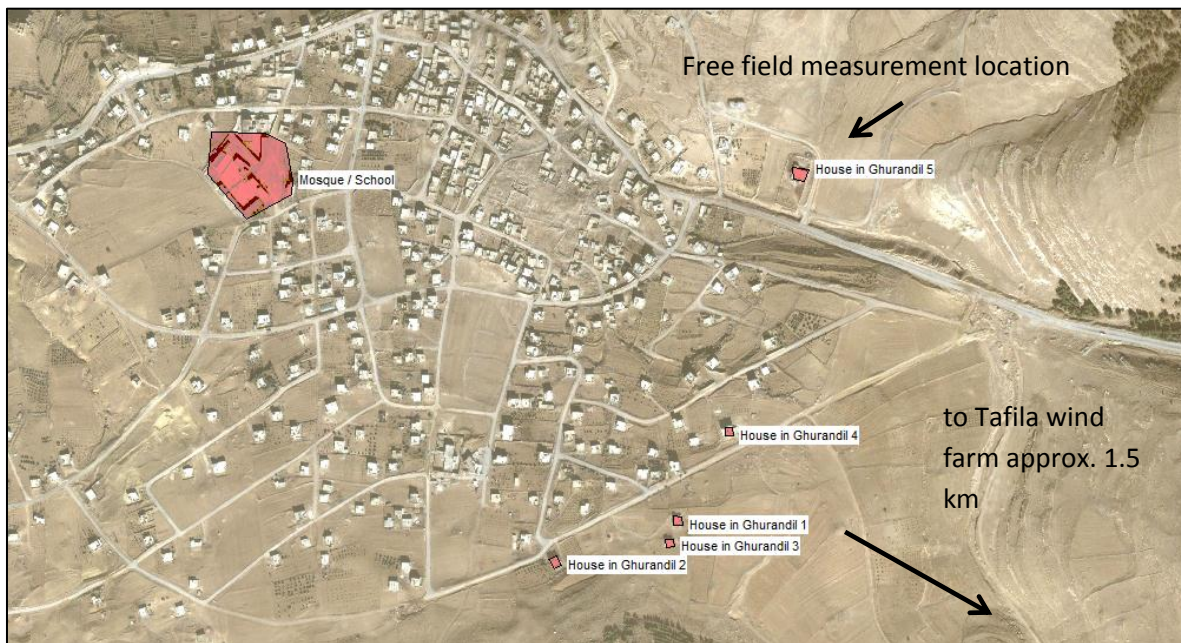 Free field measurement location
House in Ghurandil 5
Mosque / School
to Tafila wind
farm approx. 1.5
km
House in Ghurandil 4
House in Ghurandil 1
House in Ghurandil 3
House in Ghurandil 2